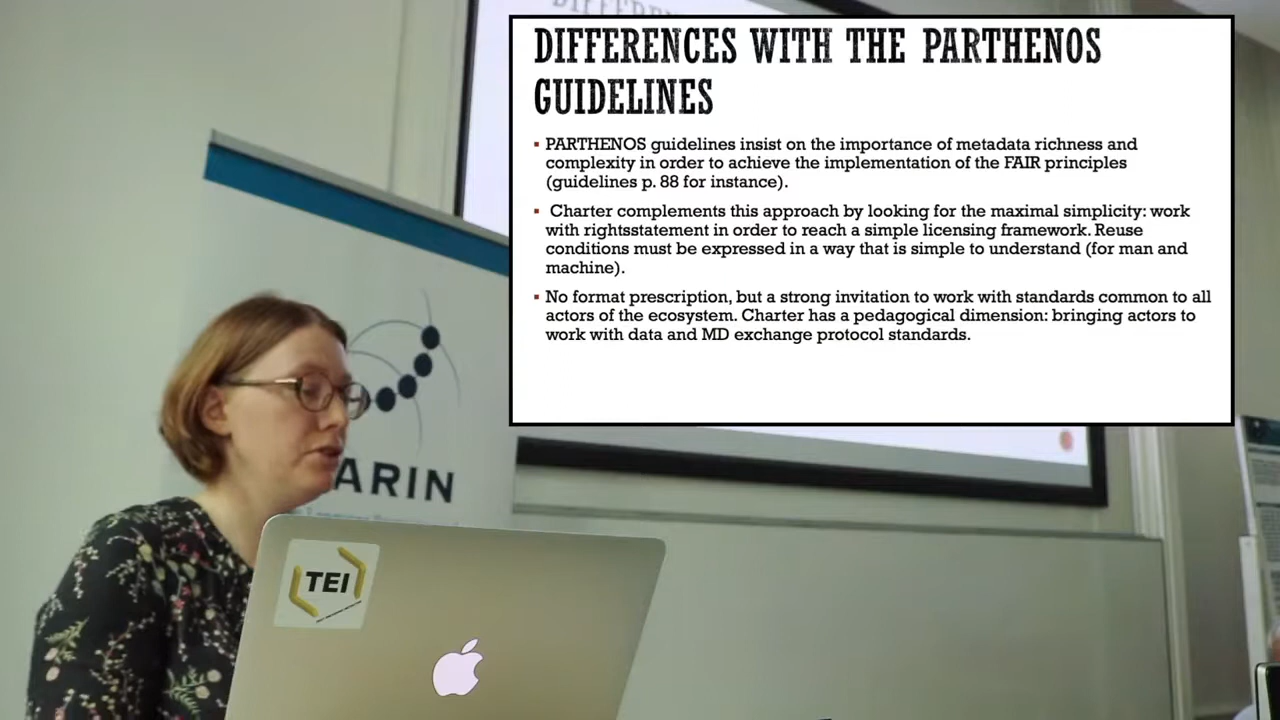 DIFFERENCES WITH THE PARTHENOS
GUIDELINES
▪ PARTHENOS guidelines insist on the importance of metadata richness and
complexity in order to achieve the implementation of the FAIR principles
(guidelines p. 88 for instance).
▪ Charter complements this approach by looking for the maximal simplicity: work
with rightsstatement in order to reach a simple licensing framework. Reuse
conditions must be expressed in a way that is simple to understand (for man and
machine).
▪ No format prescription, but a strong invitation to work with standards common to all
actors of the ecosystem. Charter has a pedagogical dimension: bringing actors to
work with data and MD exchange protocol standards.
ARIN
TEI